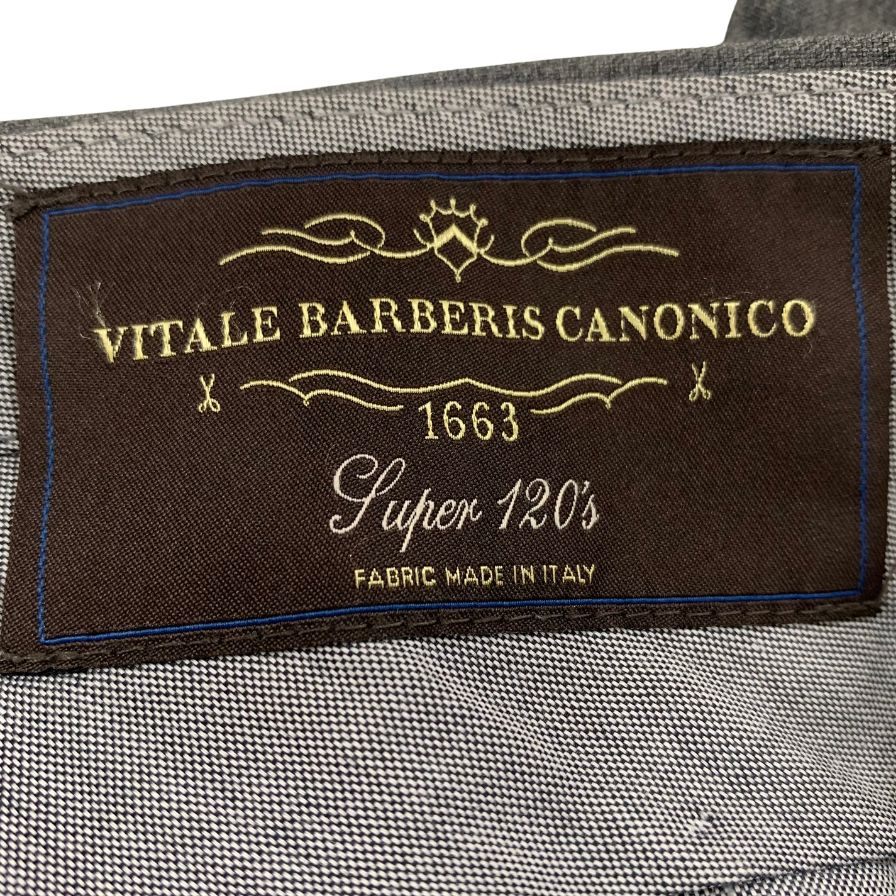 VITALE BARBERIS CANONICO
1663
Super 120's
FABRIC MADE IN ITALY